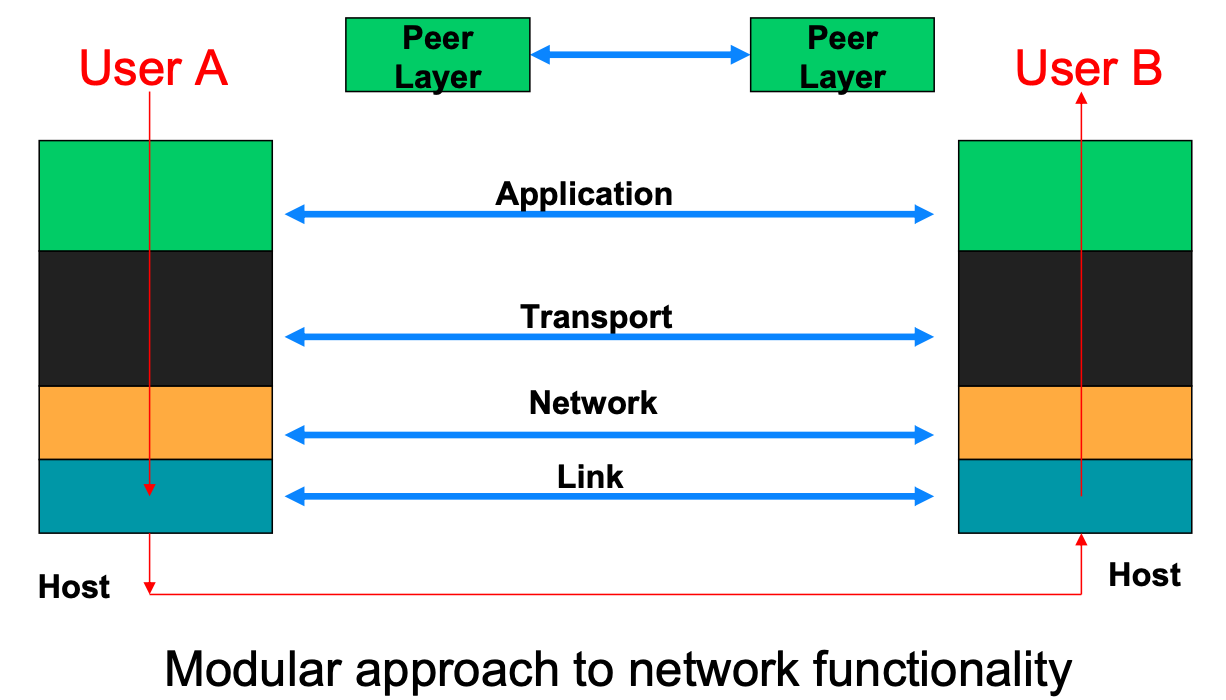 Peer
Layer
Peer
Layer
User A
User B
Application
Transport
Network
Link
Host
Host
Modular approach to network functionality